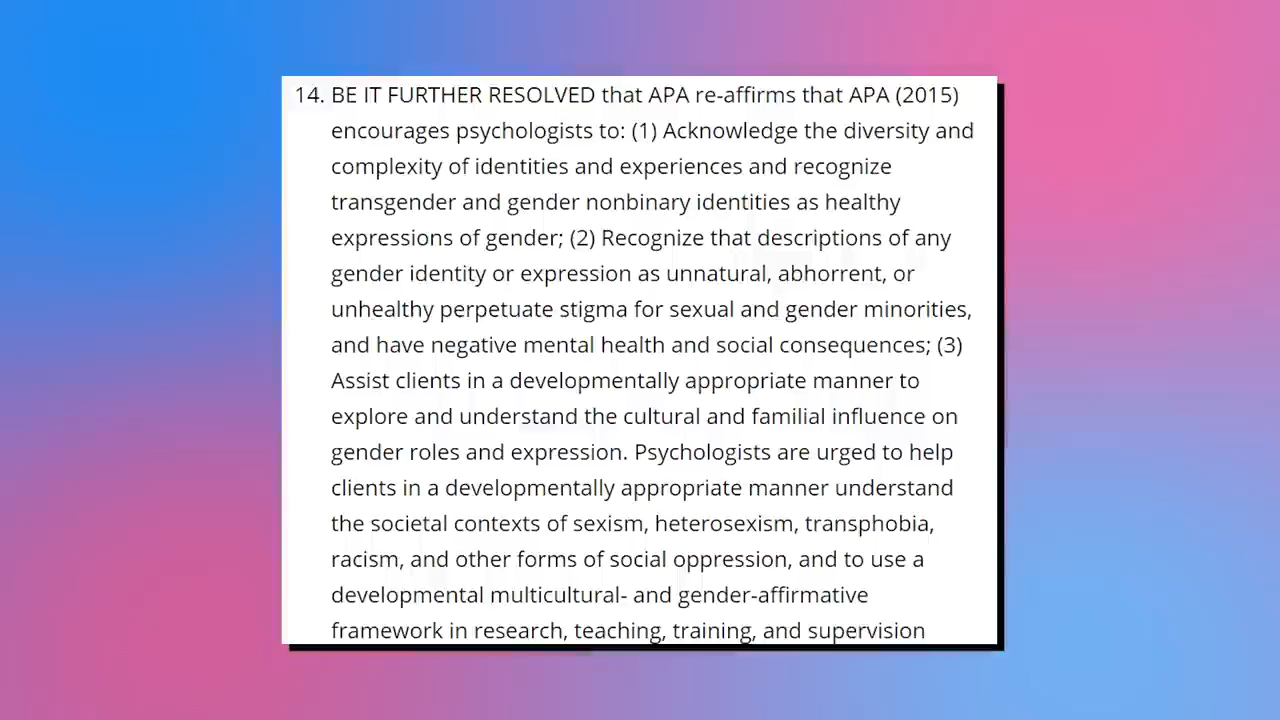 14. BE IT FURTHER RESOLVED that APA re-affirms that APA (2015)
encourages psychologists to: (1) Acknowledge the diversity and
complexity of identities and experiences and recognize
transgender and gender nonbinary identities as healthy
expressions of gender; (2) Recognize that descriptions of any
gender identity or expression as unnatural, abhorrent, or
unhealthy perpetuate stigma for sexual and gender minorities,
and have negative mental health and social consequences; (3)
Assist clients in a developmentally appropriate manner to
explore and understand the cultural and familial influence on
gender roles and expression. Psychologists are urged to help
clients in a developmentally appropriate manner understand
the societal contexts of sexism, heterosexism, transphobia,
racism, and other forms of social oppression, and to use a
developmental multicultural- and gender-affirmative
framework in research, teaching, training, and supervision